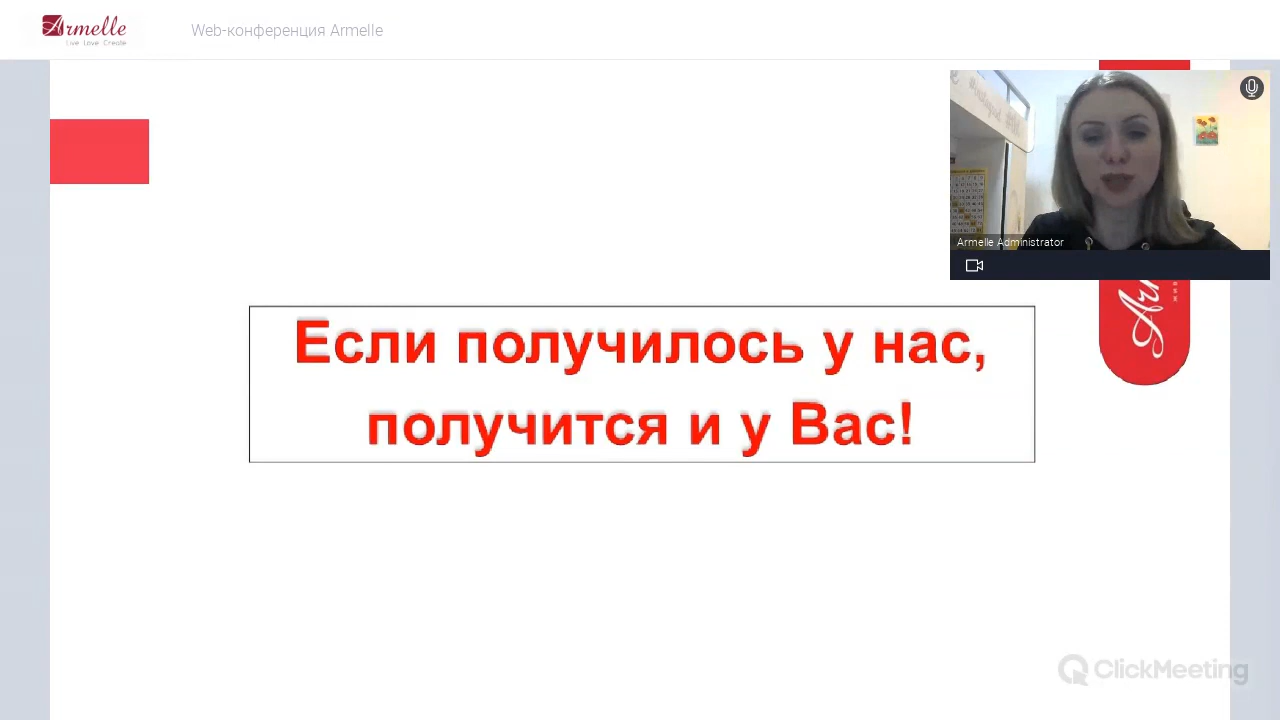 Armelle
Live Love Create
Web-конференция Armelle
Armelle Administrator
Если получилось у нас,
получится и у Вас!
ClickMeeting